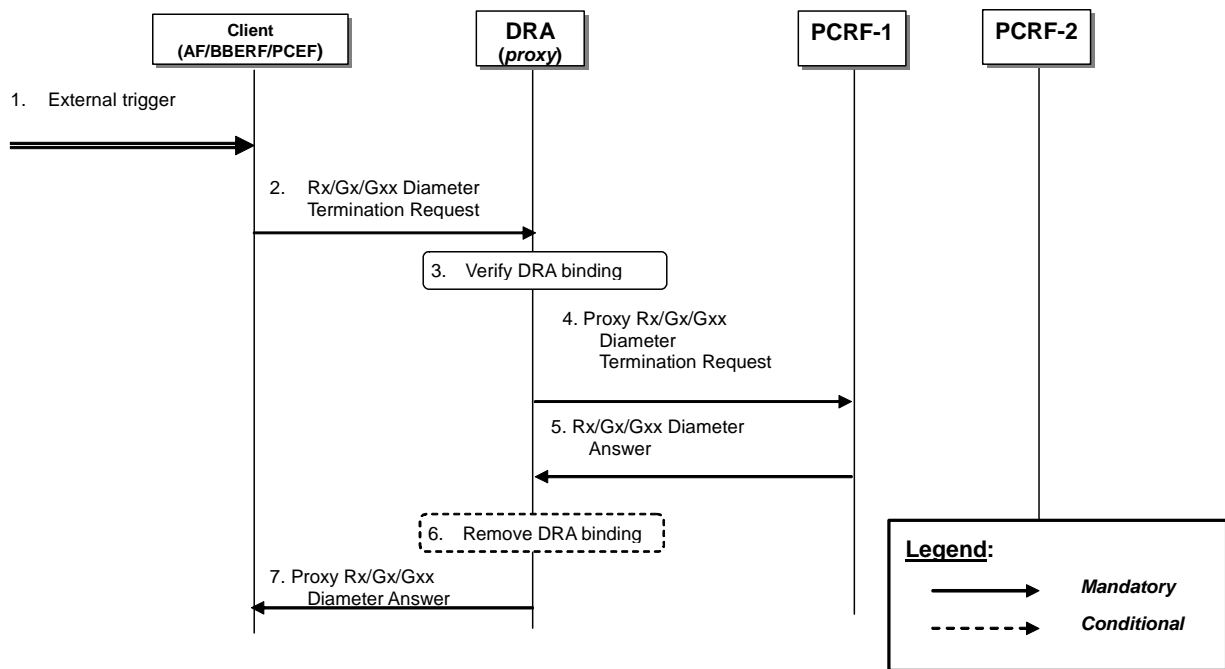 Client
(AF/BBERF/PCEF)
DRA
(proxy)
PCRF-1
PCRF-2
1. External trigger
2. Rx/Gx/Gxx Diameter
Termination Request
3. Verify DRA binding
4. Proxy Rx/Gx/Gxx
Diameter
Termination Request
5. Rx/Gx/Gxx Diameter
Answer
6. Remove DRA binding
7. Proxy Rx/Gx/Gxx
Diameter Answer
Legend:
Mandatory
Conditional